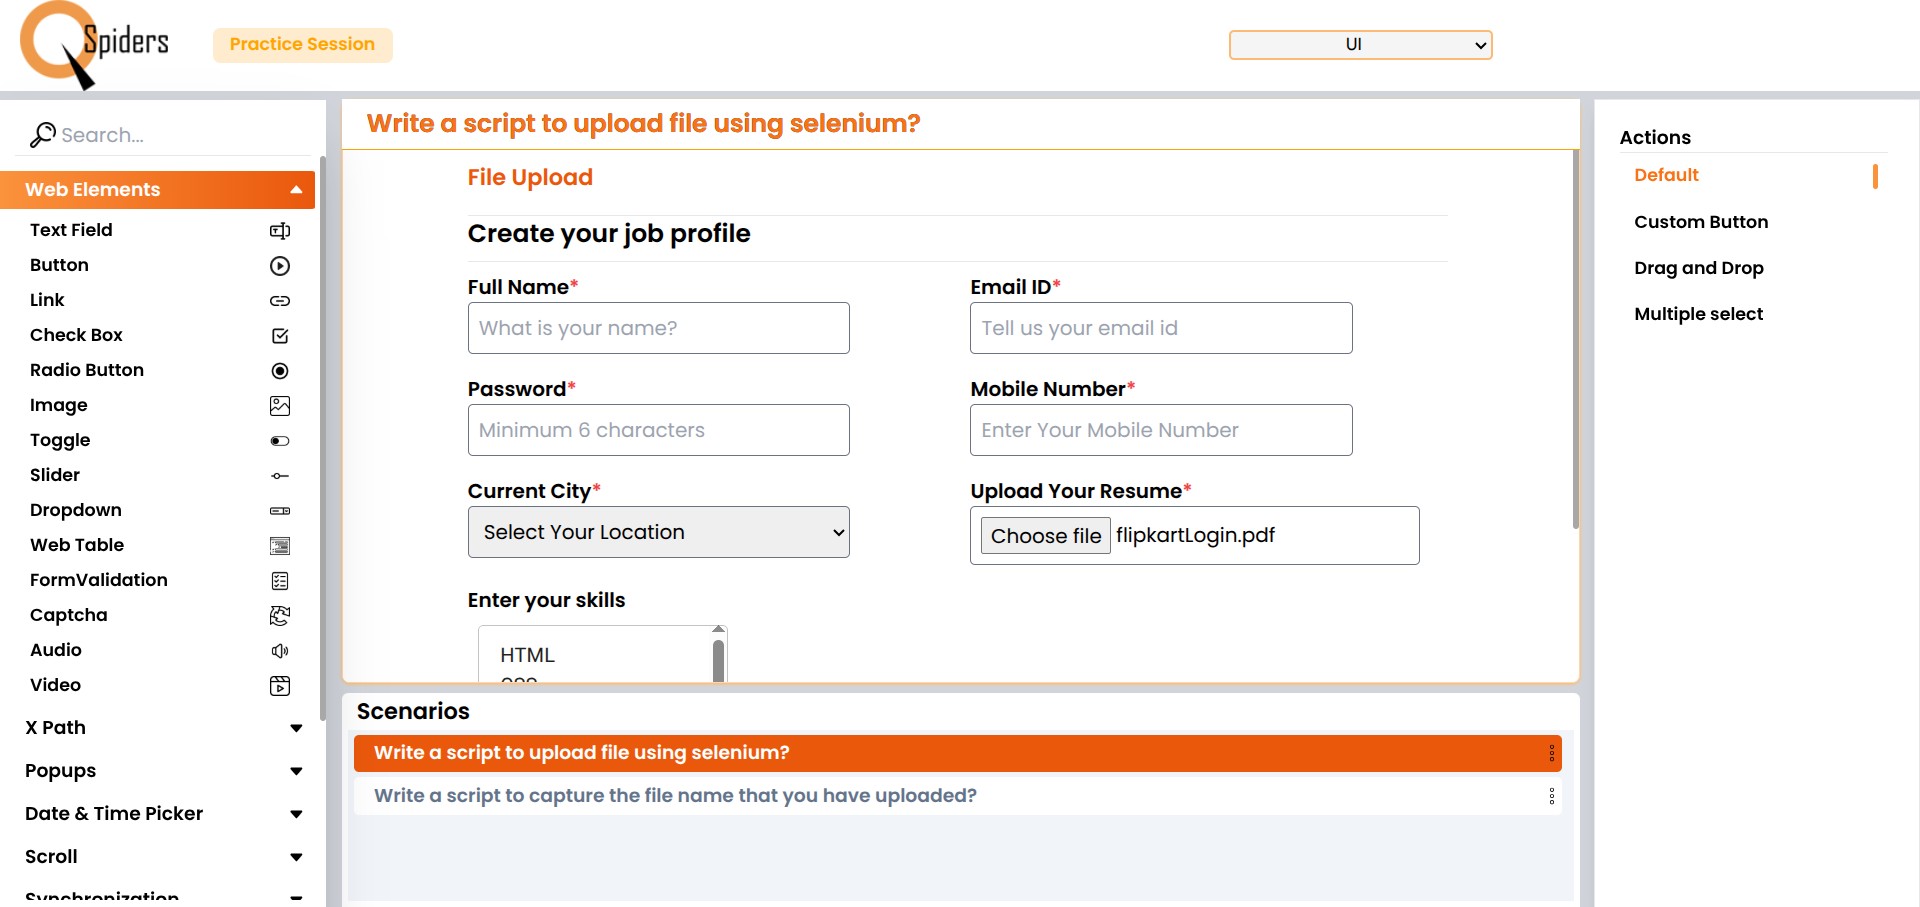 Spiders
Practice Session
UI
Search...
Web Elements
Text Field
Button
Link
Check Box
Radio Button
Image
Toggle
Slider
Dropdown
Web Table
FormValidation
Captcha
Audio
Video
X Path
Popups
Date & Time Picker
Scroll
Synchronization
Write a script to upload file using selenium?
File Upload
Create your job profile
Full Name*
What is your name?
Email ID*
Tell us your email id
Password*
Minimum 6 characters
Mobile Number*
Enter Your Mobile Number
Current City*
Select Your Location
Upload Your Resume*
Choose file flipkartLogin.pdf
Enter your skills
HTML
Scenarios
Write a script to upload file using selenium?
Write a script to capture the file name that you have uploaded?
Actions
Default
Custom Button
Drag and Drop
Multiple select